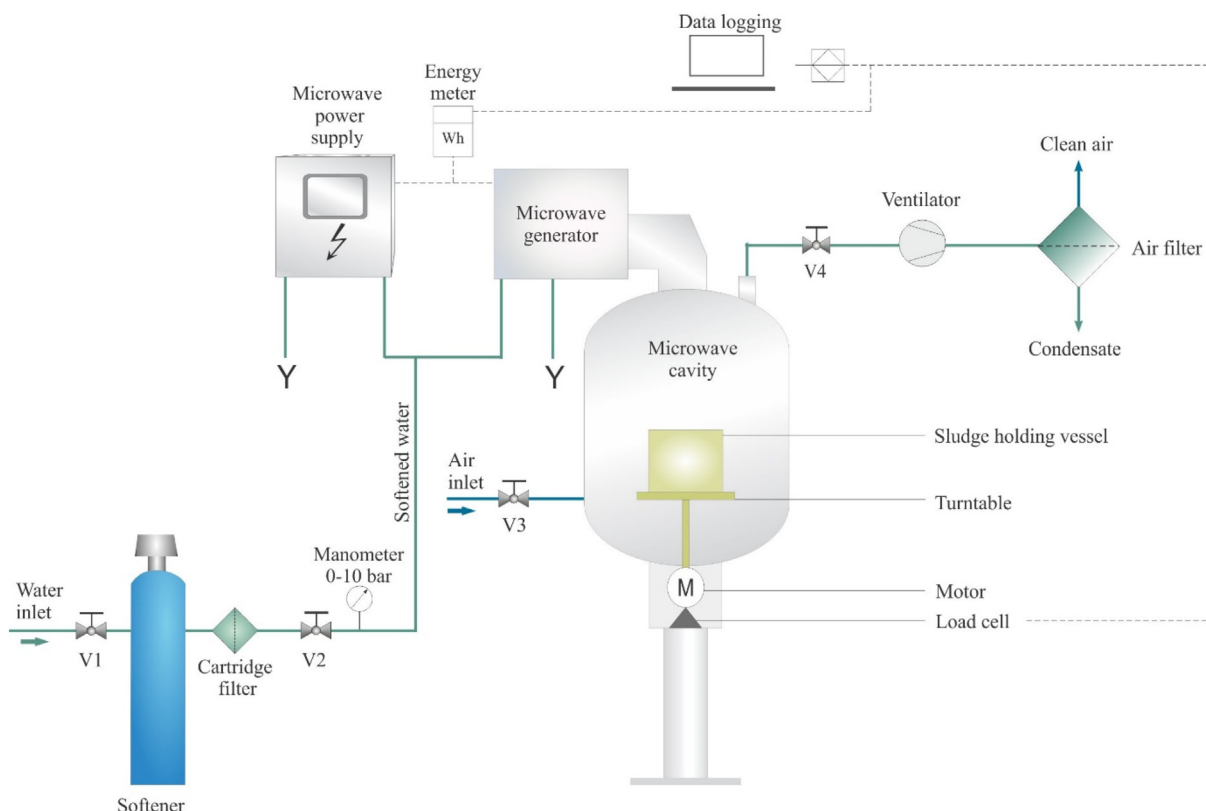 Data logging
Energy
meter
Wh
Microwave
power
supply
Clean air
Microwave
generator
Ventilator
V4
Air filter
Condensate
Microwave
cavity
Y
Y
Softened water
Sludge holding vessel
Air
inlet
V3
Turntable
Manometer
0-10 bar
Water
inlet
M
Motor
Load cell
V1
Cartridge
filter
V2
Softener